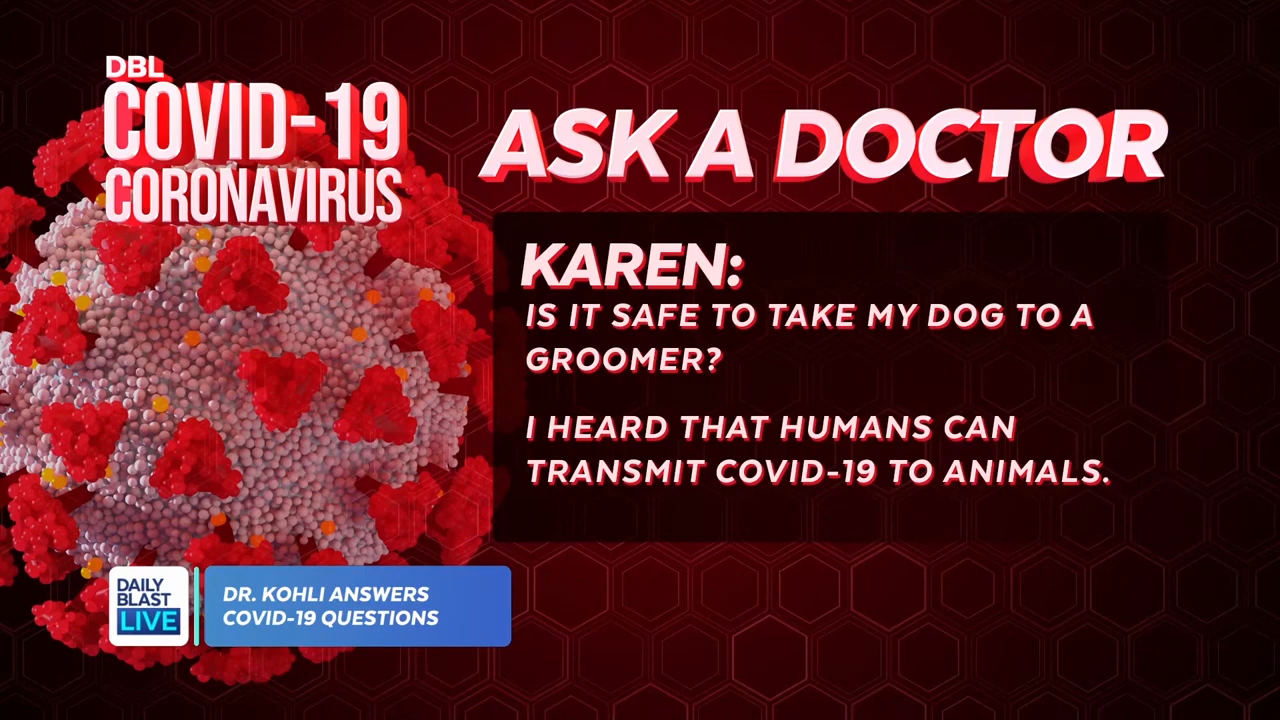 DBL
COVID-19
CORONAVIRUS
ASK A DOCTOR
KAREN:
IS IT SAFE TO TAKE MY DOG TO A
GROOMER?
I HEARD THAT HUMANS CAN
TRANSMIT COVID-19 TO ANIMALS.
DAILY
BLAST
LIVE
DR. KOHLI ANSWERS
COVID-19 QUESTIONS